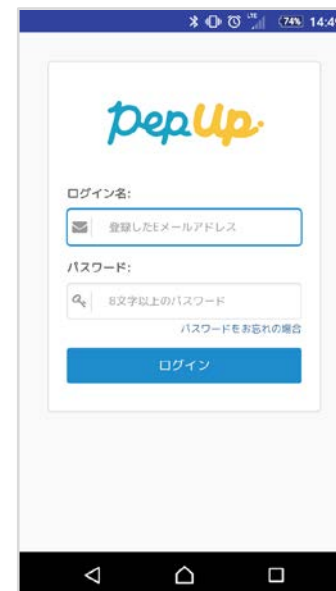 LTE 74% 14:4
PepUp
ログイン名:
登録したEメールアドレス
パスワード:
8文字以上のパスワード
パスワードをお忘れの場合
ログイン